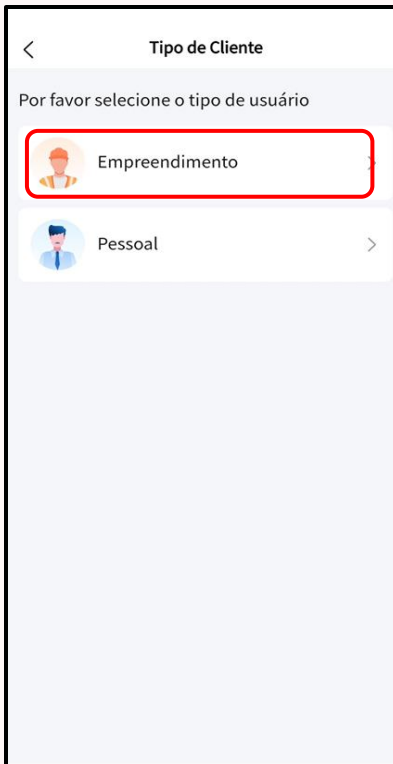 Tipo de Cliente
Por favor selecione o tipo de usuário
Empreendimento
Pessoal